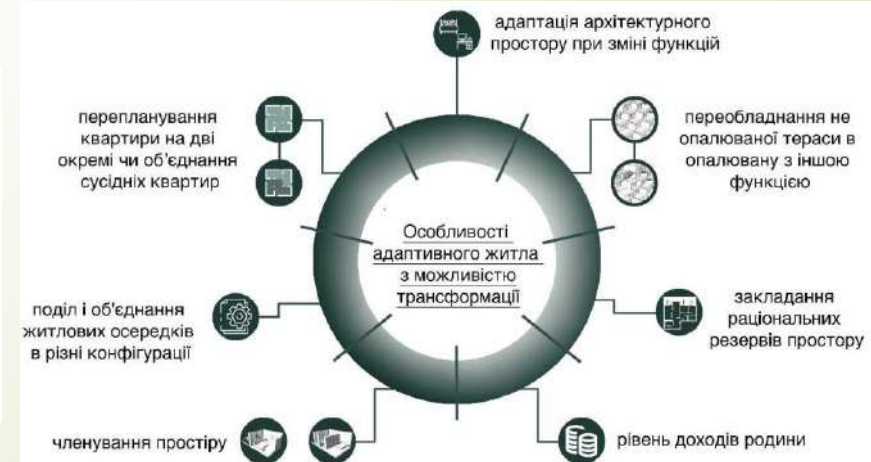 адаптація архітектурного
простору при зміні функцій
перепланування
квартири на дві
окремі чи об'єднання
сусідніх квартир
переобладнання не
опалюваної тераси в
опалювану з іншою
функцією
Особливості
адаптивного житла
з можливістю
трансформації
поділ і об'єднання
житлових осередків
в різні конфігурації
закладання
раціональних
резервів простору
членування простіру
рівень доходів родини